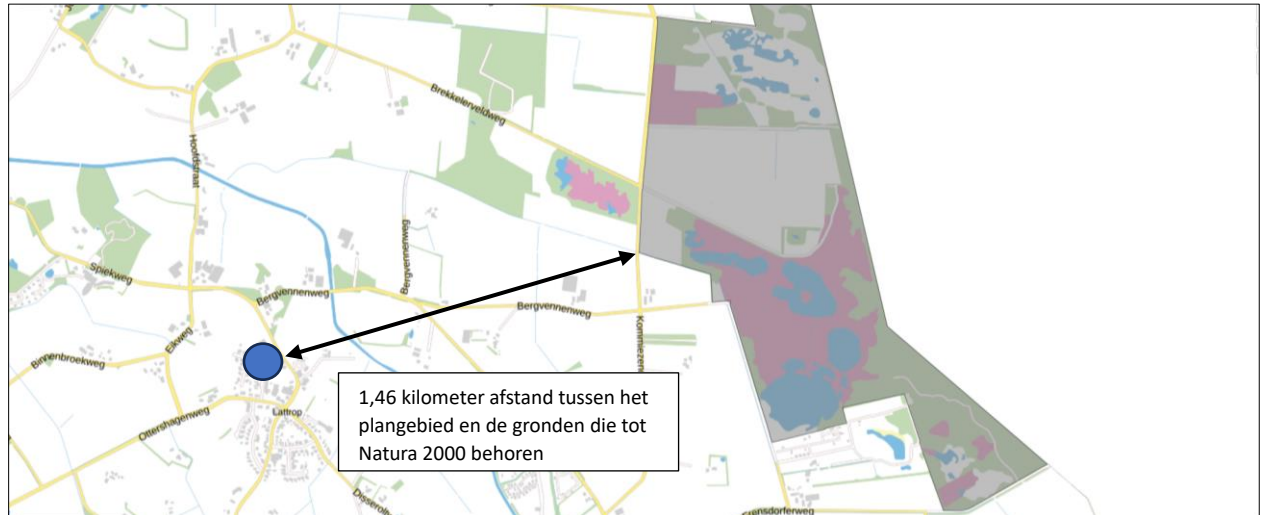 Brekkelerveldweg
Hoofdstraat
Bergvennenweg
Spiekweg
Bergvennenweg
Bergvennenweg
Eikweg
Binnenbroekweg
Ottershagenweg
Lattrop
1,46 kilometer afstand tussen het
plangebied en de gronden die tot
Natura 2000 behoren